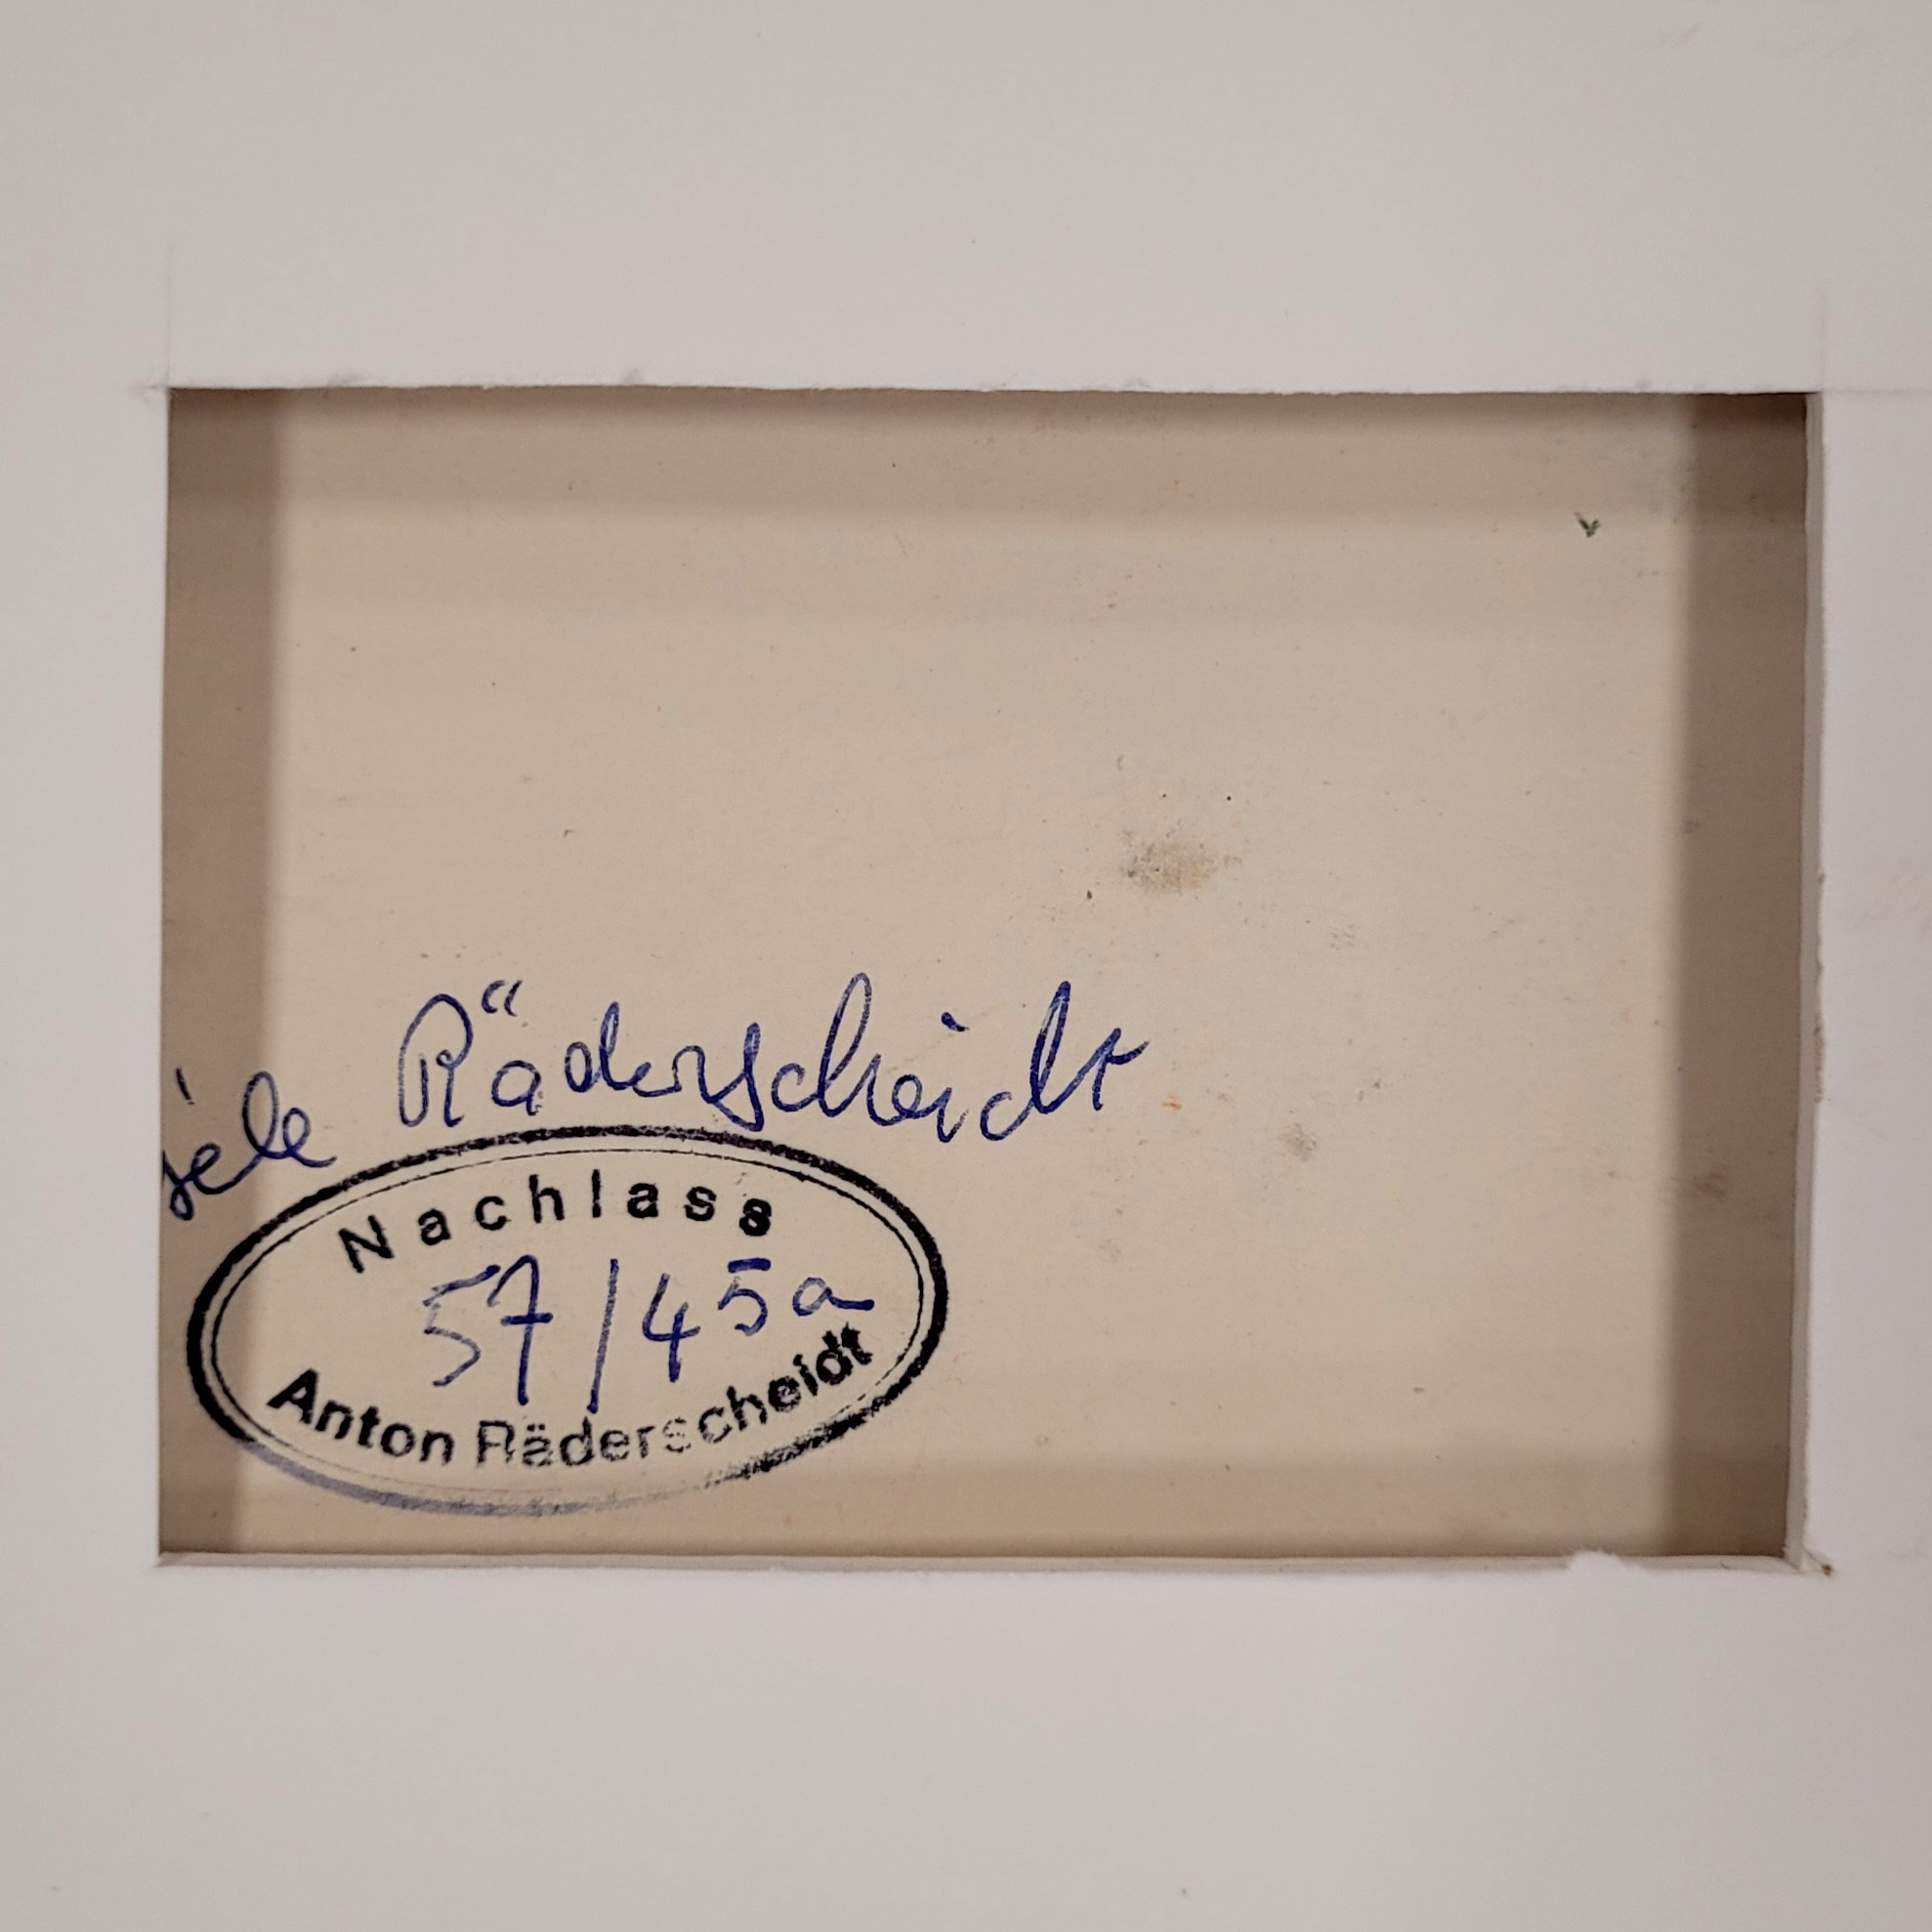 Räderscheidt
Nachlass
57/45a
Anton Räderscheidt